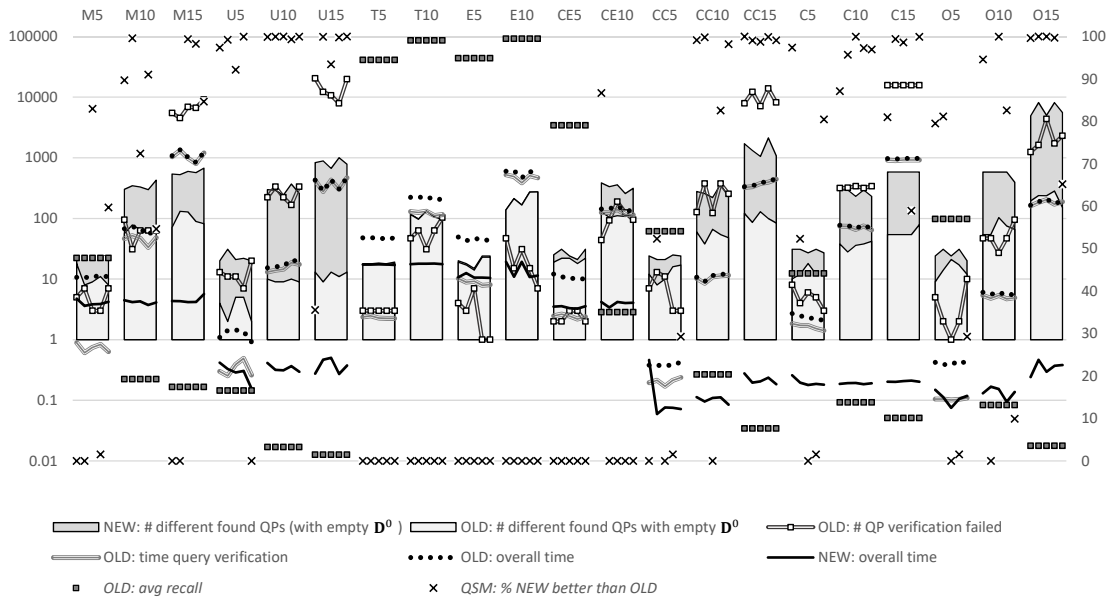 M5 M10 M15 U5 U10 U15 T5 T10 E5 E10 CE5 CE10 CC5 CC10 CC15 C5 C10 C15 O5 O10 O15
100000 100
10000 90
1000 80
100 70
10 60
1 50
0.1 40
0.01 30
20
10
0
NEW: # different found QPs (with empty D⁰ ) OLD: # different found QPs with empty D⁰ OLD: # QP verification failed
OLD: time query verification OLD: overall time NEW: overall time
OLD: avg recall QSM: % NEW better than OLD